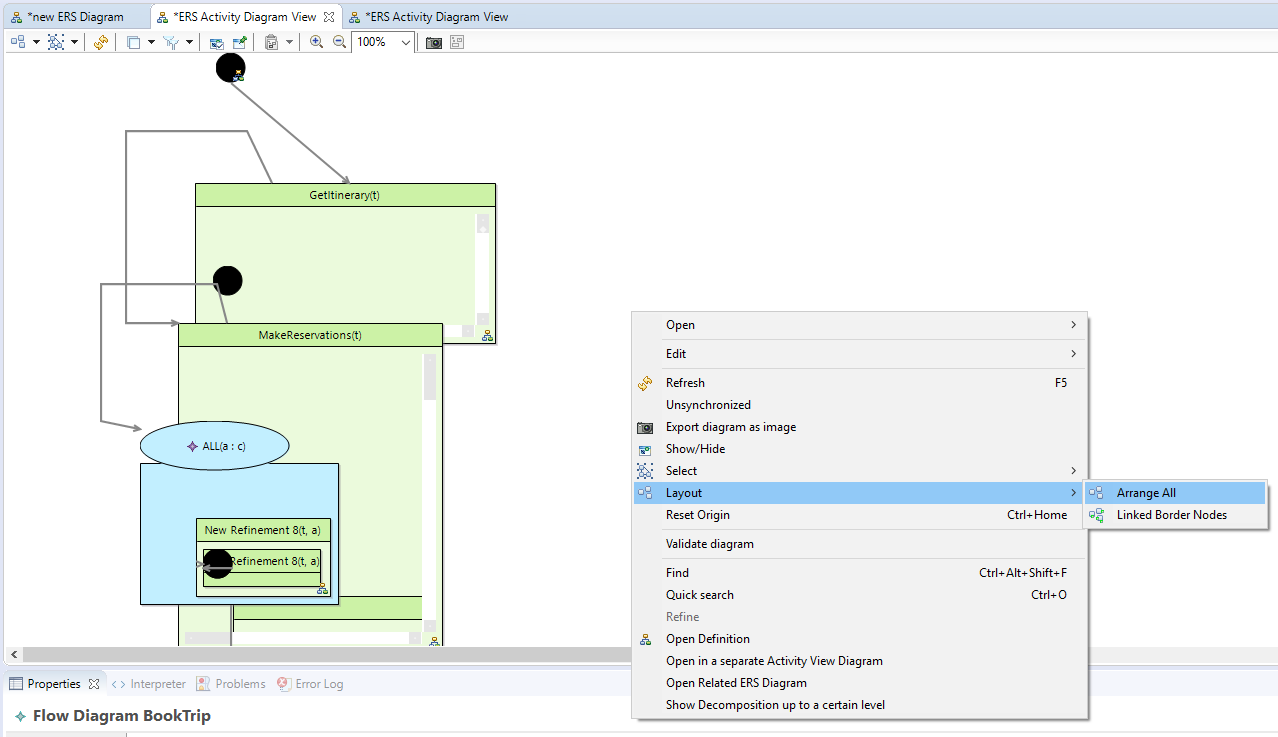 *new ERS Diagram
*ERS Activity Diagram View
*ERS Activity Diagram View
100%
GetItinerary(t)
MakeReservations(t)
ALL(a : c)
New Refinement 8(t, a)
Refinement 8(t, a)
Open
Edit
Refresh F5
Unsynchronized
Export diagram as image
Show/Hide
Select
Layout
Arrange All
Linked Border Nodes
Reset Origin Ctrl+Home
Validate diagram
Find Ctrl+Alt+Shift+F
Quick search Ctrl+O
Refine
Open Definition
Open in a separate Activity View Diagram
Open Related ERS Diagram
Show Decomposition up to a certain level
Properties
Interpreter
Problems
Error Log
Flow Diagram BookTrip